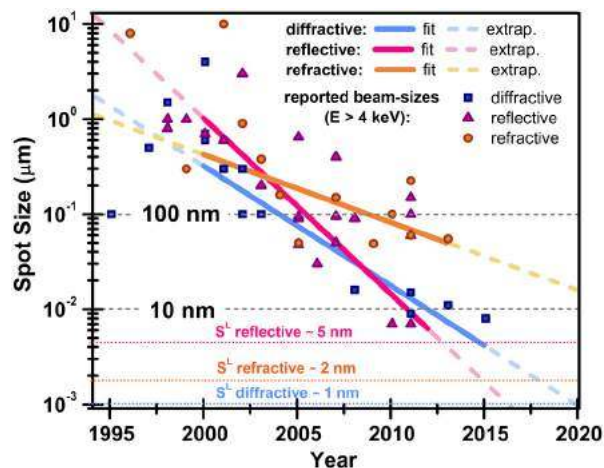 diffractive: fit extrap.
reflective: fit extrap.
refractive: fit extrap.
reported beam-sizes
(E > 4 keV):
diffractive
reflective
refractive
10¹
10⁰
10⁻¹
10⁻²
10⁻³
Spot Size (μm)
100 nm
10 nm
Sᴸ reflective ~ 5 nm
Sᴸ refractive ~ 2 nm
Sᴸ diffractive ~ 1 nm
1995 2000 2005 2010 2015 2020
Year